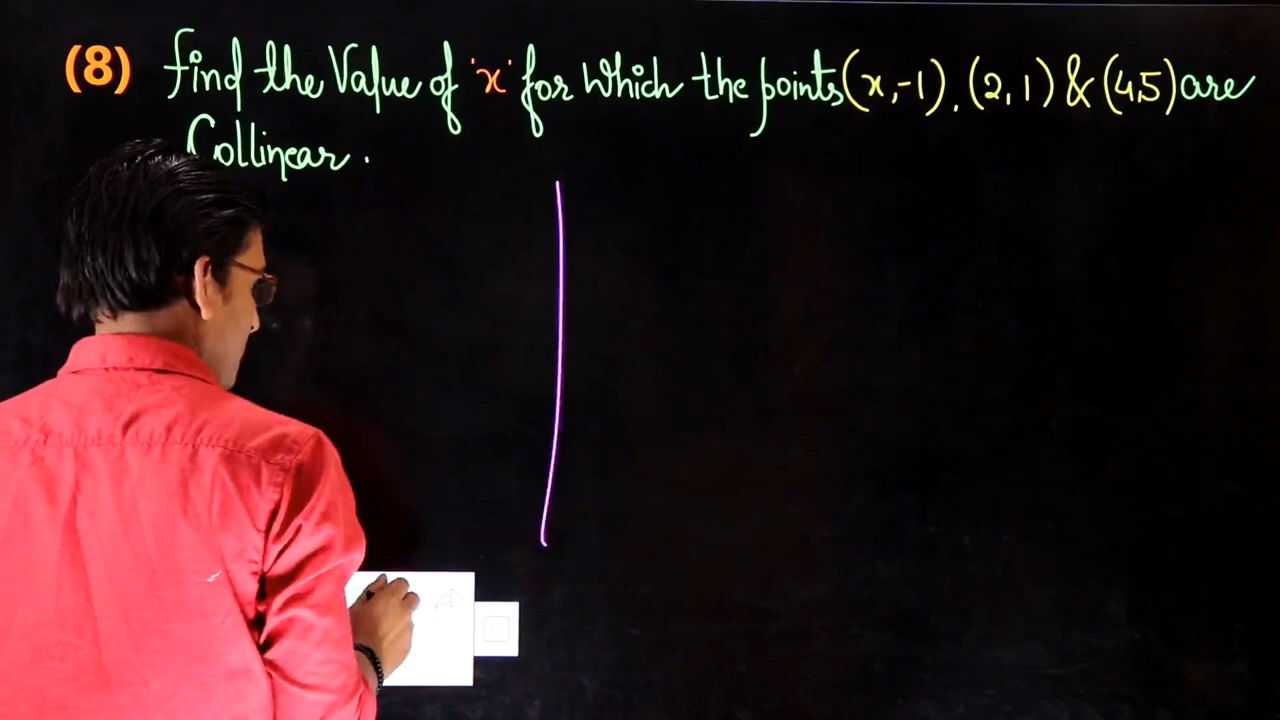 (8) find the Value of 'x' for which the points (x,-1), (2,1) & (4,5) are
Collinear.